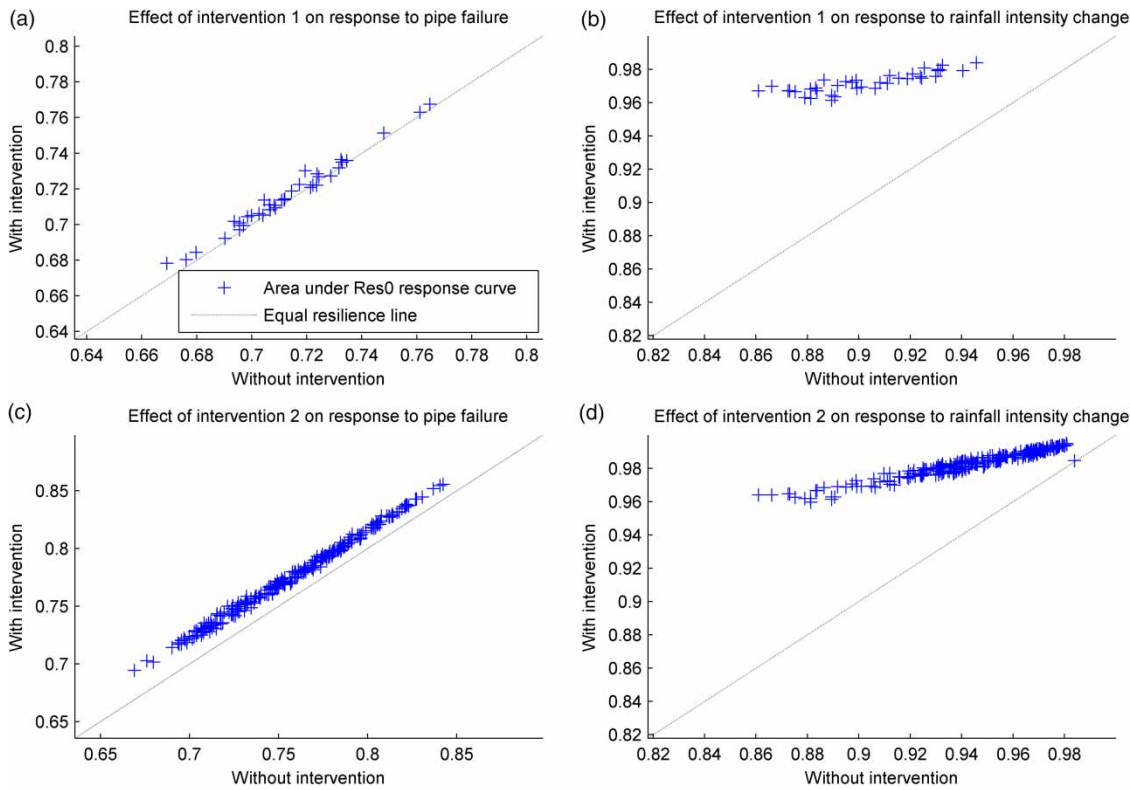 (a) Effect of intervention 1 on response to pipe failure
0.8
0.78
0.76
0.74
0.72
0.7
0.68
0.66
0.64
With intervention
Area under Res0 response curve
Equal resilience line
0.64 0.66 0.68 0.7 0.72 0.74 0.76 0.78 0.8
Without intervention
(b) Effect of intervention 1 on response to rainfall intensity change
0.98
0.96
0.94
0.92
0.9
0.88
0.86
0.84
0.82
With intervention
0.82 0.84 0.86 0.88 0.9 0.92 0.94 0.96 0.98
Without intervention
(c) Effect of intervention 2 on response to pipe failure
0.85
0.8
0.75
0.7
0.65
With intervention
0.65 0.7 0.75 0.8 0.85
Without intervention
(d) Effect of intervention 2 on response to rainfall intensity change
0.98
0.96
0.94
0.92
0.9
0.88
0.86
0.84
0.82
With intervention
0.82 0.84 0.86 0.88 0.9 0.92 0.94 0.96 0.98
Without intervention